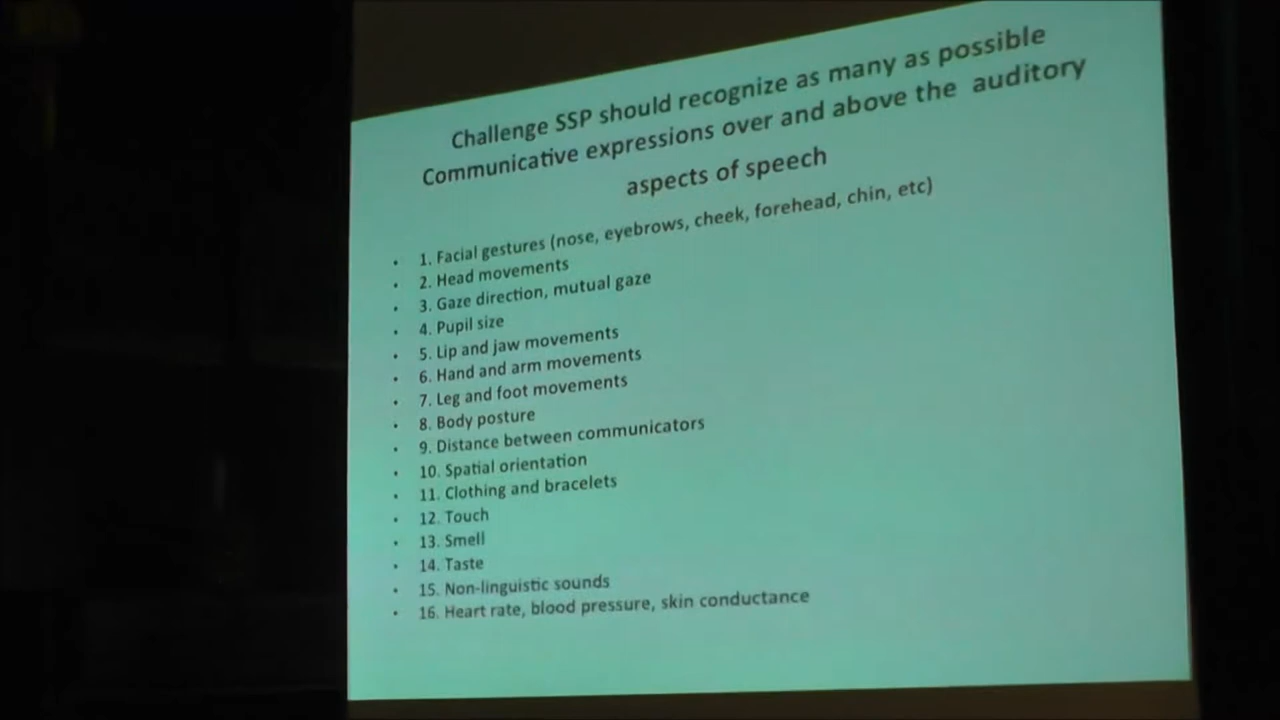 Challenge SSP should recognize as many as possible
Communicative expressions over and above the auditory
aspects of speech
• 1. Facial gestures (nose, eyebrows, cheek, forehead, chin, etc)
• 2. Head movements
• 3. Gaze direction, mutual gaze
• 4. Pupil size
• 5. Lip and jaw movements
• 6. Hand and arm movements
• 7. Leg and foot movements
• 8. Body posture
• 9. Distance between communicators
• 10. Spatial orientation
• 11. Clothing and bracelets
• 12. Touch
• 13. Smell
• 14. Taste
• 15. Non-linguistic sounds
• 16. Heart rate, blood pressure, skin conductance